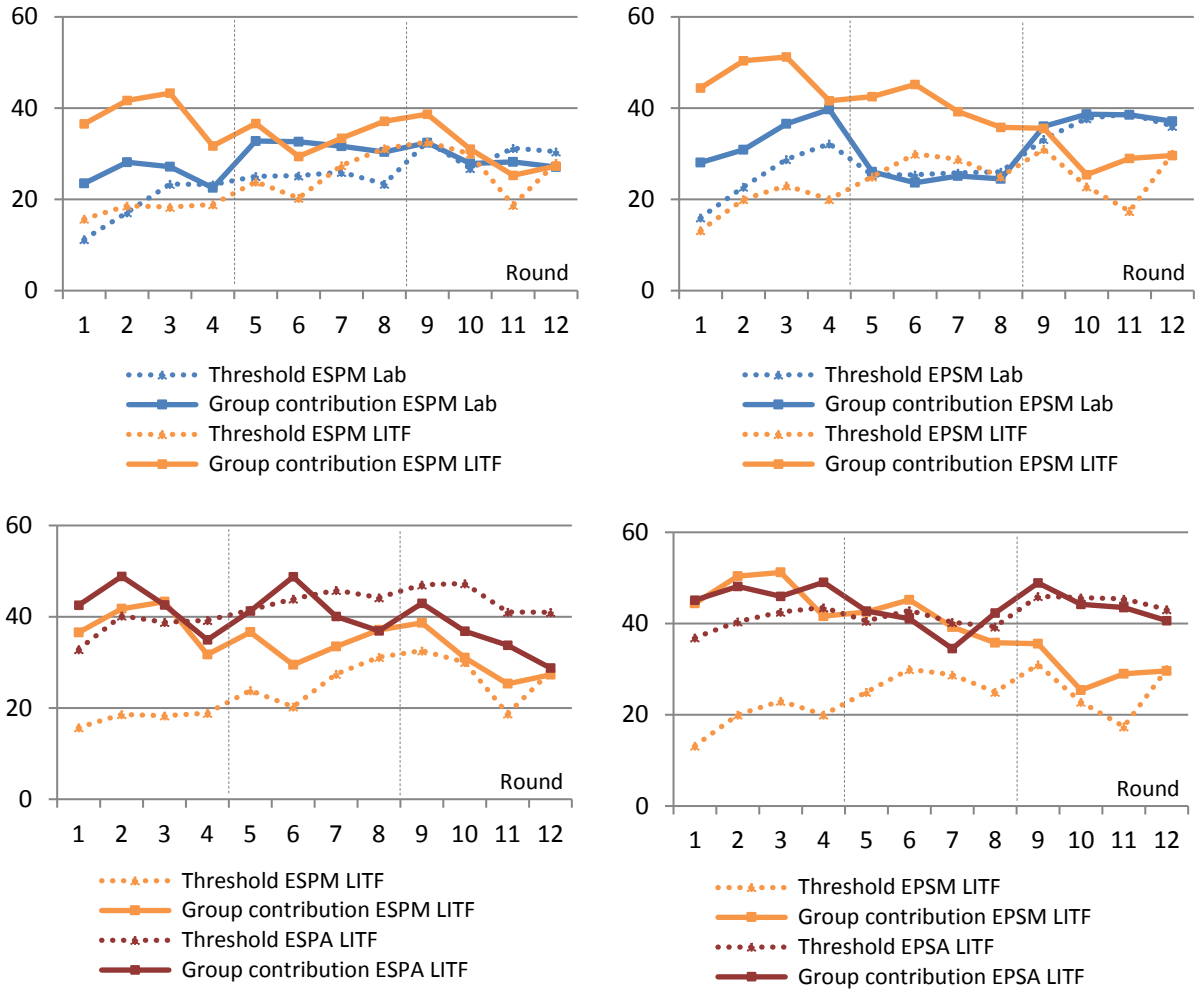 60
40
20
0
Round
1 2 3 4 5 6 7 8 9 10 11 12
Threshold ESPM Lab
Group contribution ESPM Lab
Threshold ESPM LITF
Group contribution ESPM LITF
60
40
20
0
Round
1 2 3 4 5 6 7 8 9 10 11 12
Threshold EPSM Lab
Group contribution EPSM Lab
Threshold EPSM LITF
Group contribution EPSM LITF
60
40
20
0
Round
1 2 3 4 5 6 7 8 9 10 11 12
Threshold ESPM LITF
Group contribution ESPM LITF
Threshold ESPA LITF
Group contribution ESPA LITF
60
40
20
0
Round
1 2 3 4 5 6 7 8 9 10 11 12
Threshold EPSM LITF
Group contribution EPSM LITF
Threshold EPSA LITF
Group contribution EPSA LITF